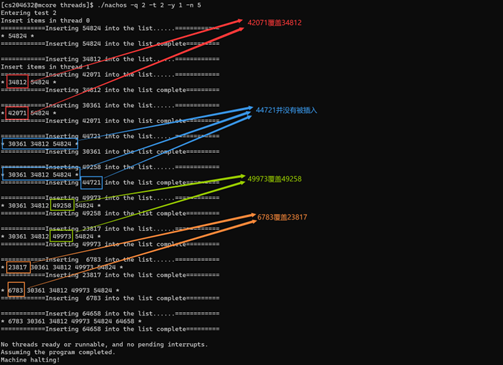 [cs204632@mcore threads]$ ./nachos -q 2 -t 2 -y 1 -n 5
Entering test 2
Insert items in thread 0
============Inserting 54824 into the list......============
* 54824 *
============Inserting 54824 into the list complete=========
============Inserting 34812 into the list......============
Insert items in thread 1
============Inserting 42071 into the list......============
* 34812 54824 *
============Inserting 34812 into the list complete=========
============Inserting 30361 into the list......============
* 42071 54824 *
============Inserting 42071 into the list complete=========
============Inserting 44721 into the list......============
* 30361 34812 54824 *
============Inserting 30361 into the list complete=========
============Inserting 49258 into the list......============
* 30361 34812 54824 *
============Inserting 44721 into the list complete=========
============Inserting 49973 into the list......============
* 30361 34812 49258 54824 *
============Inserting 49258 into the list complete=========
============Inserting 23817 into the list......============
* 30361 34812 49973 54824 *
============Inserting 49973 into the list complete=========
============Inserting  6783 into the list......============
* 23817 30361 34812 49973 54824 *
============Inserting 23817 into the list complete=========
* 6783 30361 34812 49973 54824 *
============Inserting  6783 into the list complete=========
============Inserting 64658 into the list......============
* 6783 30361 34812 49973 54824 64658 *
============Inserting 64658 into the list complete=========
No threads ready or runnable, and no pending interrupts.
Assuming the program completed.
Machine halting!
42071覆盖34812
44721并没有被插入
49973覆盖49258
6783覆盖23817